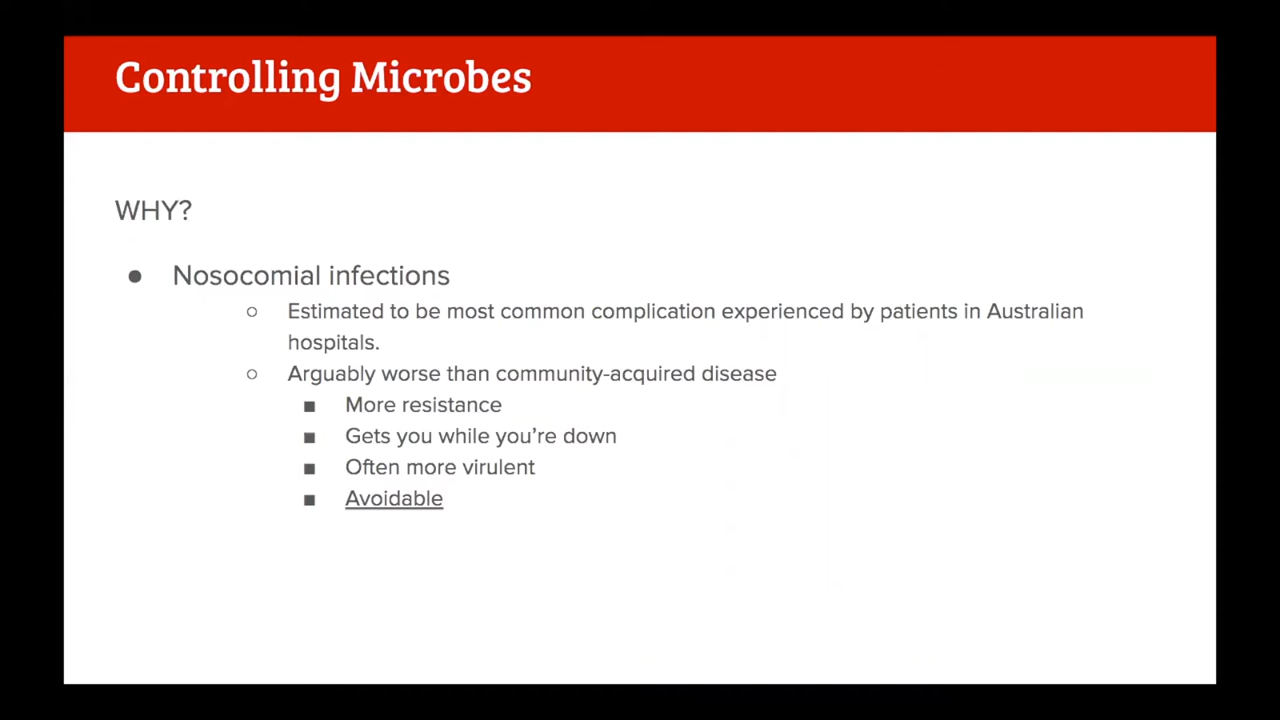 Controlling Microbes
WHY?
● Nosocomial infections
○ Estimated to be most common complication experienced by patients in Australian
hospitals.
○ Arguably worse than community-acquired disease
■ More resistance
■ Gets you while you're down
■ Often more virulent
■ Avoidable